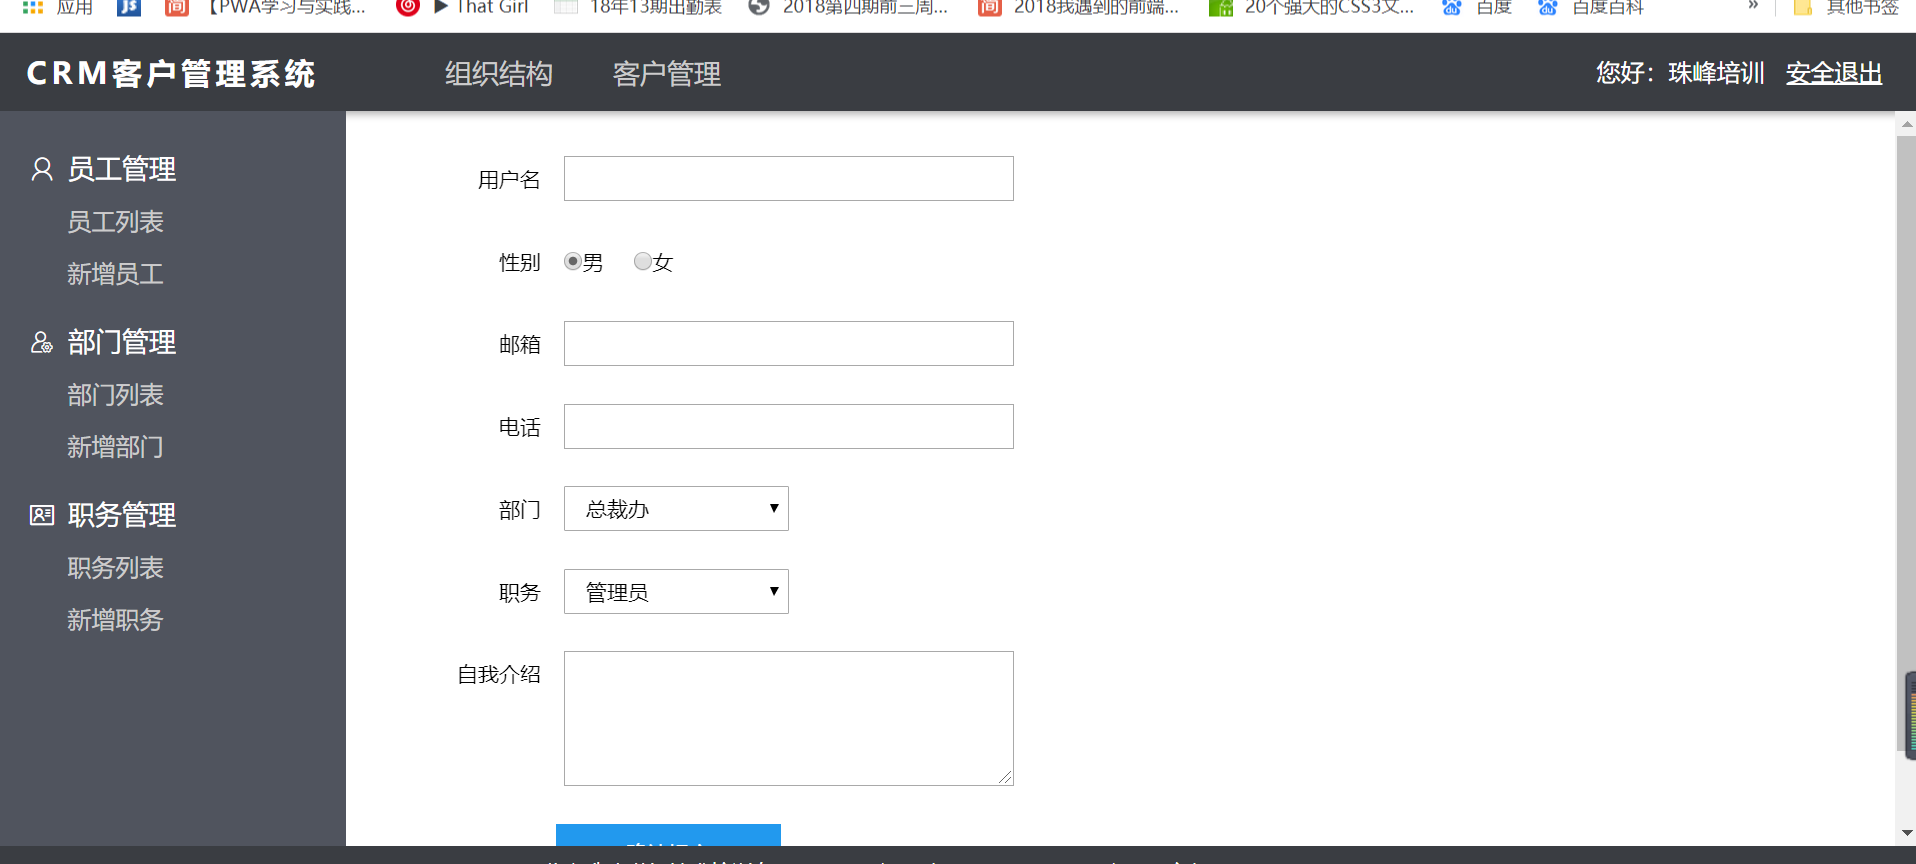 应用 JS 简 【PWA学习与实践... ▶ That Girl 18年13期出勤表 2018第四期前三周... 简 2018我遇到的前端... 20个强大的CSS3文... 百度 百度百科 » 其他书签
CRM客户管理系统 组织结构 客户管理 您好：珠峰培训 安全退出
员工管理
员工列表
新增员工
部门管理
部门列表
新增部门
职务管理
职务列表
新增职务
用户名
性别 男 女
邮箱
电话
部门 总裁办
职务 管理员
自我介绍